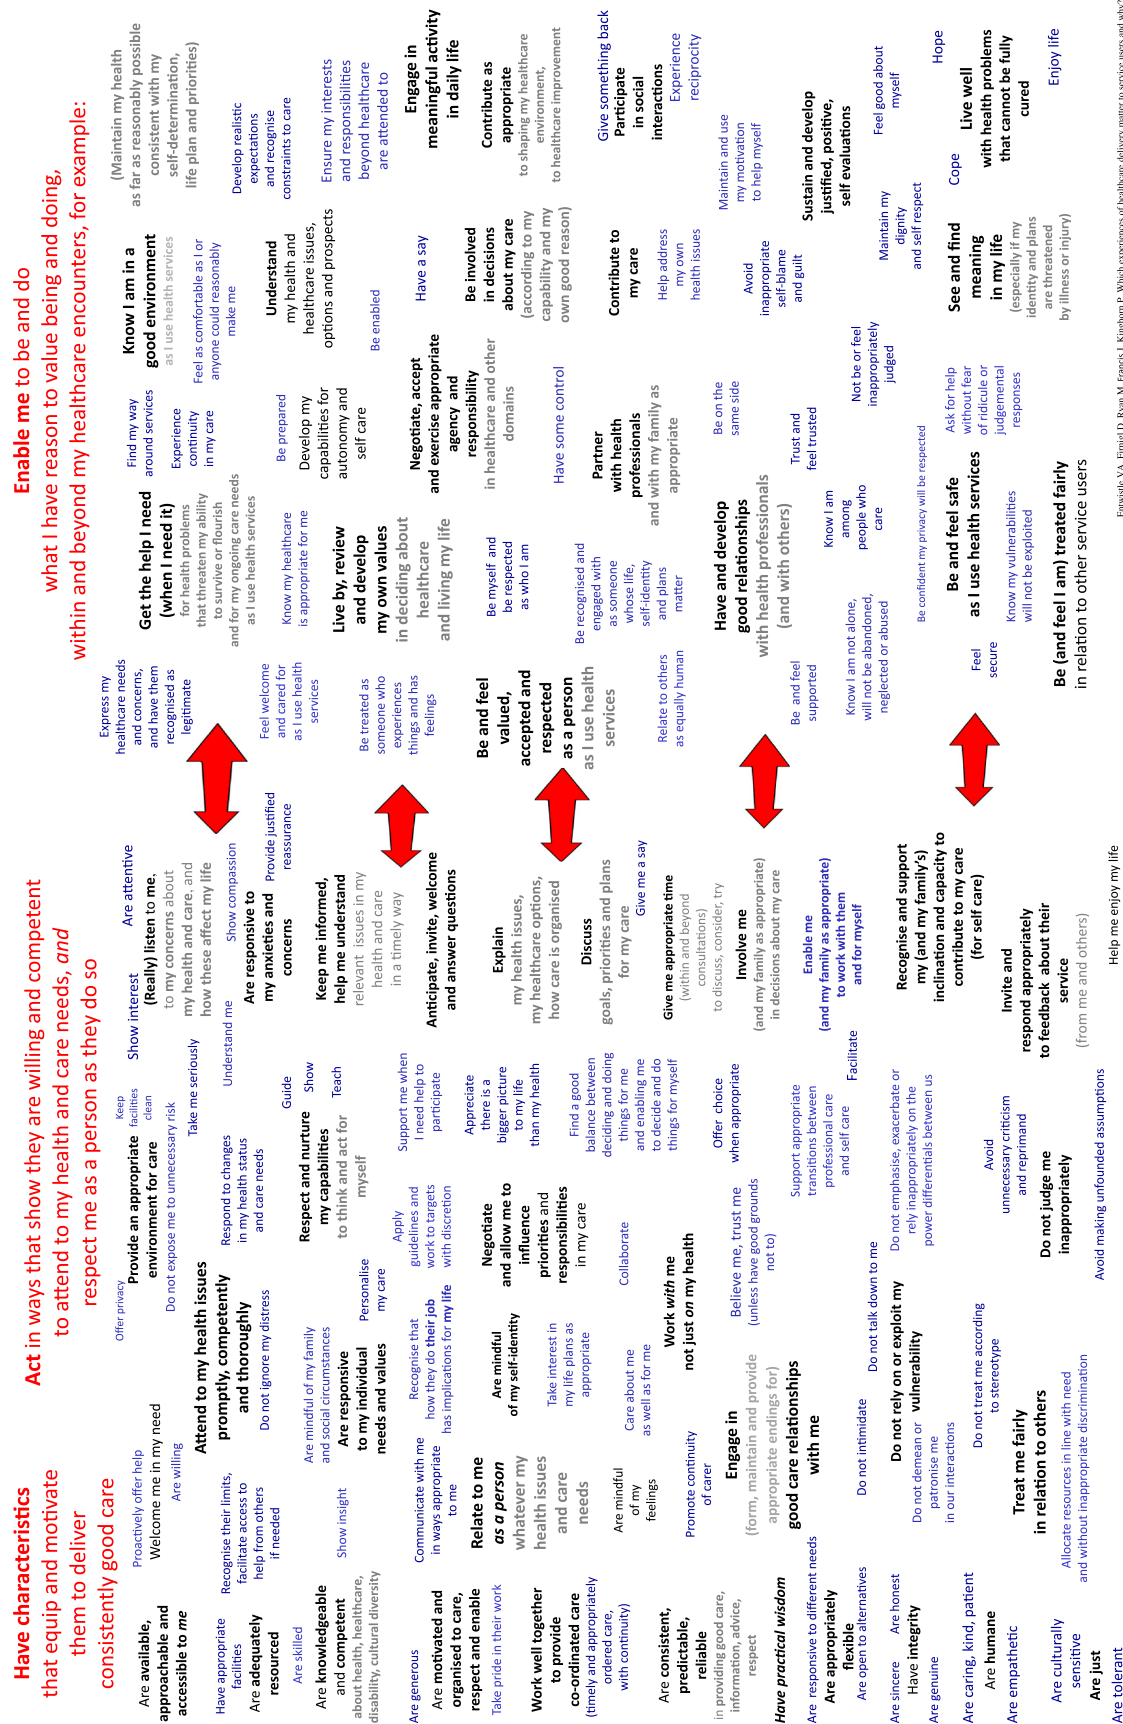 Have characteristics
that equip and motivate
them to deliver
consistently good care
Are available,
approachable and
accessible to me
Proactively offer help
Welcome me in my need
Are willing
Have appropriate
facilities
Are adequately
resourced
Recognise their limits,
facilitate access to
help from others
if needed
Are skilled
Show insight
Are knowledgeable
and competent
about health, healthcare,
disability, cultural diversity
Are generous
Communicate with me
in ways appropriate
to me
Are motivated and
organised to care,
respect and enable
Take pride in their work
Relate to me
as a person
whatever my
health issues
and care
needs
Work well together
to provide
co-ordinated care
(timely and appropriately
ordered care,
with continuity)
Are mindful
of my
feelings
Are consistent,
predictable,
reliable
in providing good care,
information, advice,
respect
Promote continuity
of carer
Engage in
(form, maintain and provide
appropriate endings for)
good care relationships
with me
Have practical wisdom
Are responsive to different needs
Are appropriately
flexible
Are open to alternatives
Do not intimidate
Are sincere
Are honest
Have integrity
Are genuine
Do not demean or
patronise me
in our interactions
Are caring, kind, patient
Are humane
Are empathetic
Treat me fairly
in relation to others
Are culturally
sensitive
Are just
Are tolerant
Allocate resources in line with need
and without inappropriate discrimination
Act in ways that show they are willing and competent
to attend to my health and care needs, and
respect me as a person as they do so
Offer privacy
Provide an appropriate
environment for care
Do not expose me to unnecessary risk
Keep
facilities
clean
Show interest
Are attentive
(Really) listen to me,
to my concerns about
my health and care, and
how these affect my life
Take me seriously
Attend to my health issues
promptly, competently
and thoroughly
Do not ignore my distress
Respond to changes
in my health status
and care needs
Understand me
Show compassion
Are responsive to
my anxieties and
concerns
Provide justified
reassurance
Guide
Show
Teach
Are mindful of my family
and social circumstances
Are responsive
to my individual
needs and values
Personalise
my care
Respect and nurture
my capabilities
to think and act for
myself
Keep me informed,
help me understand
relevant issues in my
health and care
in a timely way
Recognise that
how they do their job
has implications for my life
Apply
guidelines and
work to targets
with discretion
Support me when
I need help to
participate
Anticipate, invite, welcome
and answer questions
Are mindful
of my self-identity
Negotiate
and allow me to
influence
priorities and
responsibilities
in my care
Appreciate
there is a
bigger picture
to my life
than my health
Explain
my health issues,
my healthcare options,
how care is organised
Take interest in
my life plans as
appropriate
Find a good
balance between
deciding and doing
things for me
and enabling me
to decide and do
things for myself
Discuss
goals, priorities and plans
for my care
Give me a say
Care about me
as well as for me
Collaborate
Work with me
not just on my health
Give me appropriate time
(within and beyond
consultations)
to discuss, consider, try
Believe me, trust me
(unless have good grounds
not to)
Offer choice
when appropriate
Involve me
(and my family as appropriate)
in decisions about my care
Support appropriate
transitions between
professional care
and self care
Enable me
(and my family as appropriate)
to work with them
and for myself
Facilitate
Do not talk down to me
Do not rely on or exploit my
vulnerability
Do not emphasise, exacerbate or
rely inappropriately on the
power differentials between us
Recognise and support
my (and my family's)
inclination and capacity to
contribute to my care
(for self care)
Do not treat me according
to stereotype
Avoid
unnecessary criticism
and reprimand
Invite and
respond appropriately
to feedback about their
service
(from me and others)
Do not judge me
inappropriately
Avoid making unfounded assumptions
Help me enjoy my life
Enable me to be and do
what I have reason to value being and doing,
within and beyond my healthcare encounters, for example:
Express my
healthcare needs
and concerns,
and have them
recognised as
legitimate
Get the help I need
(when I need it)
for health problems
that threaten my ability
to survive or flourish
and for my ongoing care needs
as I use health services
Find my way
around services
Experience
continuity
in my care
Know I am in a
good environment
as I use health services
Feel as comfortable as I or
anyone could reasonably
make me
(Maintain my health
as far as reasonably possible
consistent with my
self-determination,
life plan and priorities)
Develop realistic
expectations
and recognise
constraints to care
Feel welcome
and cared for
as I use health
services
Know my healthcare
is appropriate for me
Be prepared
Develop my
capabilities for
autonomy and
self care
Understand
my health and
healthcare issues,
options and prospects
Be enabled
Ensure my interests
and responsibilities
beyond healthcare
are attended to
Be treated as
someone who
experiences
things and has
feelings
Live by, review
and develop
my own values
in deciding about
healthcare
and living my life
Negotiate, accept
and exercise appropriate
agency and
responsibility
in healthcare and other
domains
Have a say
Engage in
meaningful activity
in daily life
Be and feel
valued,
accepted and
respected
as a person
as I use health
services
Be myself and
be respected
as who I am
Be involved
in decisions
about my care
(according to my
capability and my
own good reason)
Contribute as
appropriate
to shaping my healthcare
environment,
to healthcare improvement
Have some control
Be recognised and
engaged with
as someone
whose life,
self-identity
and plans
matter
Partner
with health
professionals
and with my family as
appropriate
Contribute to
my care
Help address
my own
health issues
Give something back
Participate
in social
interactions
Experience
reciprocity
Relate to others
as equally human
Have and develop
good relationships
with health professionals
(and with others)
Be on the
same side
Trust and
feel trusted
Avoid
inappropriate
self-blame
and guilt
Maintain and use
my motivation
to help myself
Sustain and develop
justified, positive,
self evaluations
Be and feel
supported
Know I am
among
people who
care
Know I am not alone,
will not be abandoned,
neglected or abused
Not be or feel
inappropriately
judged
Maintain my
dignity
and self respect
Feel good about
myself
Hope
Be confident my privacy will be respected
Be and feel safe
as I use health services
Ask for help
without fear
of ridicule or
judgemental
responses
See and find
meaning
in my life
(especially if my
identity and plans
are threatened
by illness or injury)
Cope
Live well
with health problems
that cannot be fully
cured
Enjoy life
Feel
secure
Know my vulnerabilities
will not be exploited
Be (and feel I am) treated fairly
in relation to other service users
Entwistle VA, Firnigl D, Ryan M, Francis J, Kinghorn P. Which experiences of healthcare delivery matter to service users and why?